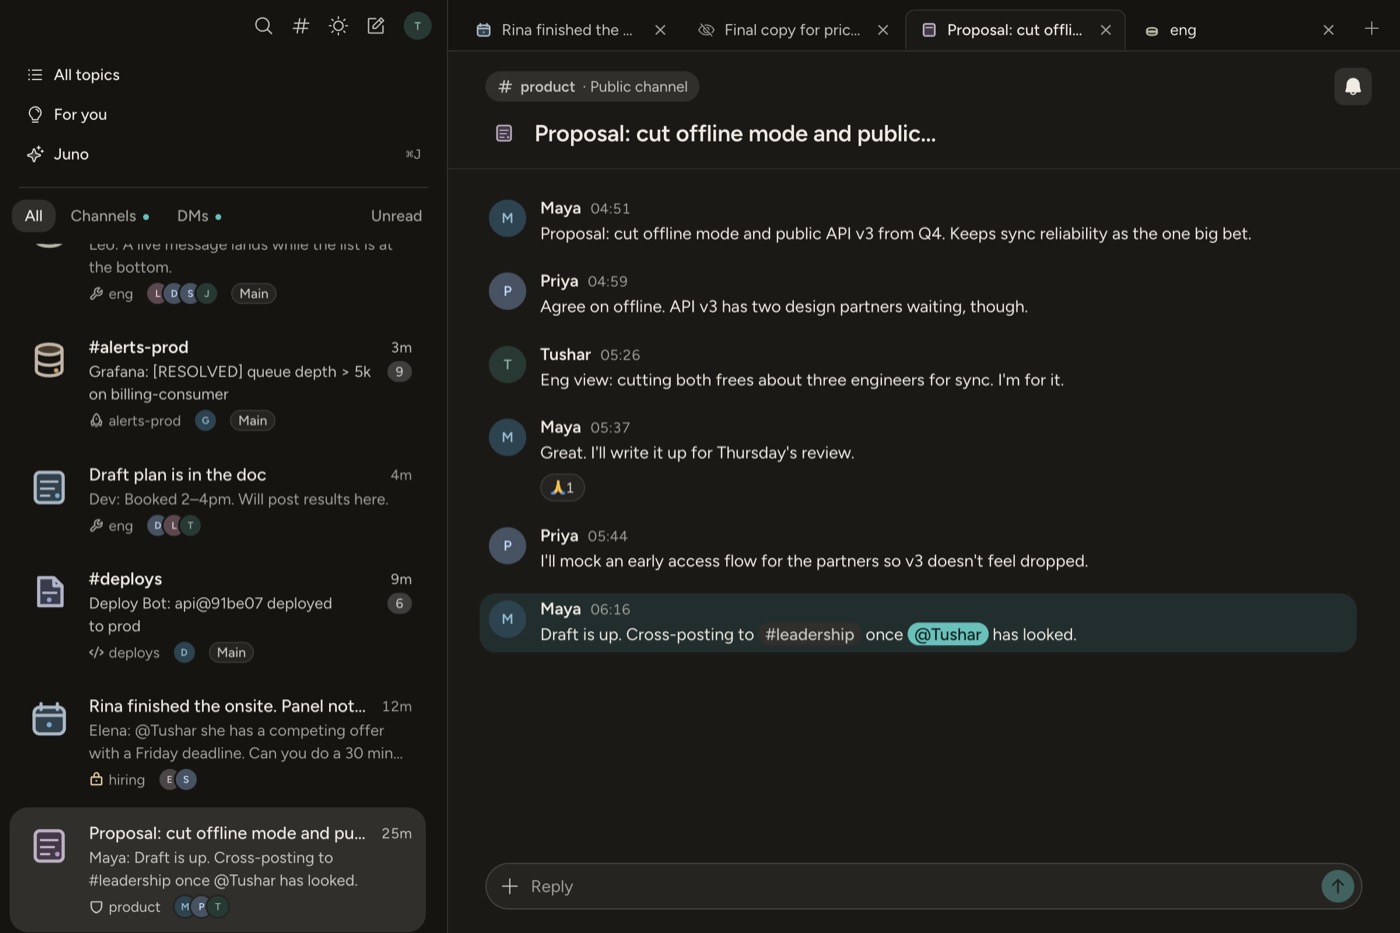 T
All topics
For you
Juno
⌘J
All
Channels
DMs
Unread
Leo: A live message lands while the list is at
the bottom.
eng
L
D
S
J
Main
#alerts-prod
3m
Grafana: [RESOLVED] queue depth > 5k
9
on billing-consumer
alerts-prod
G
Main
Draft plan is in the doc
4m
Dev: Booked 2–4pm. Will post results here.
eng
D
L
T
#deploys
9m
Deploy Bot: api@91be07 deployed
6
to prod
deploys
D
Main
Rina finished the onsite. Panel not...
12m
Elena: @Tushar she has a competing offer
with a Friday deadline. Can you do a 30 min...
hiring
E
S
Proposal: cut offline mode and pu...
25m
Maya: Draft is up. Cross-posting to
#leadership once @Tushar has looked.
product
M
P
T
Rina finished the ...
Final copy for pric...
Proposal: cut offli...
eng
# product · Public channel
Proposal: cut offline mode and public...
M
Maya 04:51
Proposal: cut offline mode and public API v3 from Q4. Keeps sync reliability as the one big bet.
P
Priya 04:59
Agree on offline. API v3 has two design partners waiting, though.
T
Tushar 05:26
Eng view: cutting both frees about three engineers for sync. I'm for it.
M
Maya 05:37
Great. I'll write it up for Thursday's review.
🙏1
P
Priya 05:44
I'll mock an early access flow for the partners so v3 doesn't feel dropped.
M
Maya 06:16
Draft is up. Cross-posting to #leadership once @Tushar has looked.
Reply